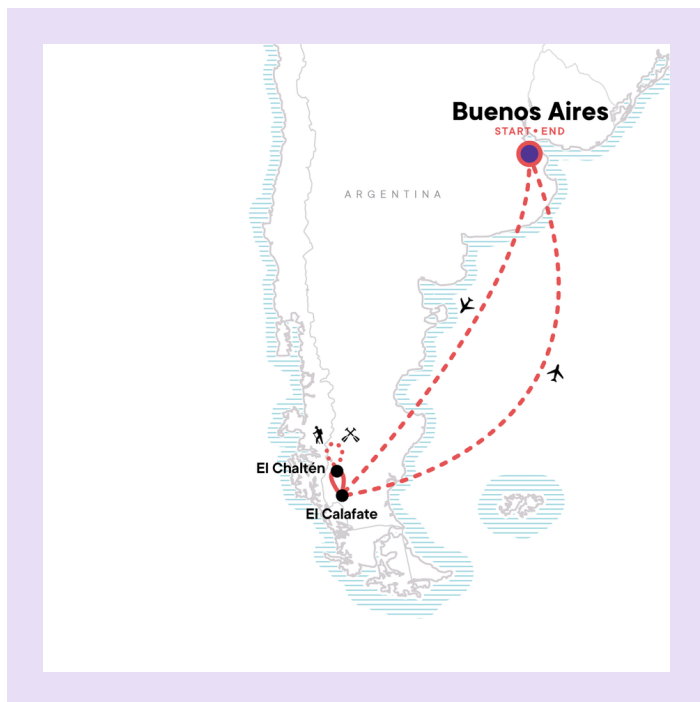 Buenos Aires
START • END
ARGENTINA
El Chaltén
El Calafate